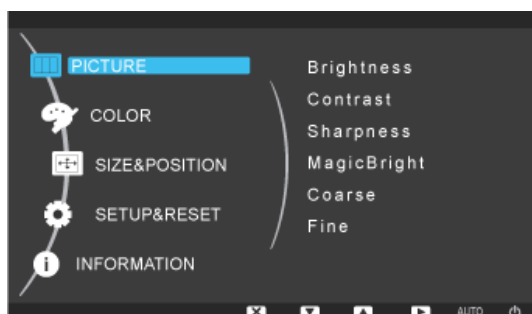 PICTURE
COLOR
SIZE&POSITION
SETUP&RESET
INFORMATION
Brightness
Contrast
Sharpness
MagicBright
Coarse
Fine
AUTO